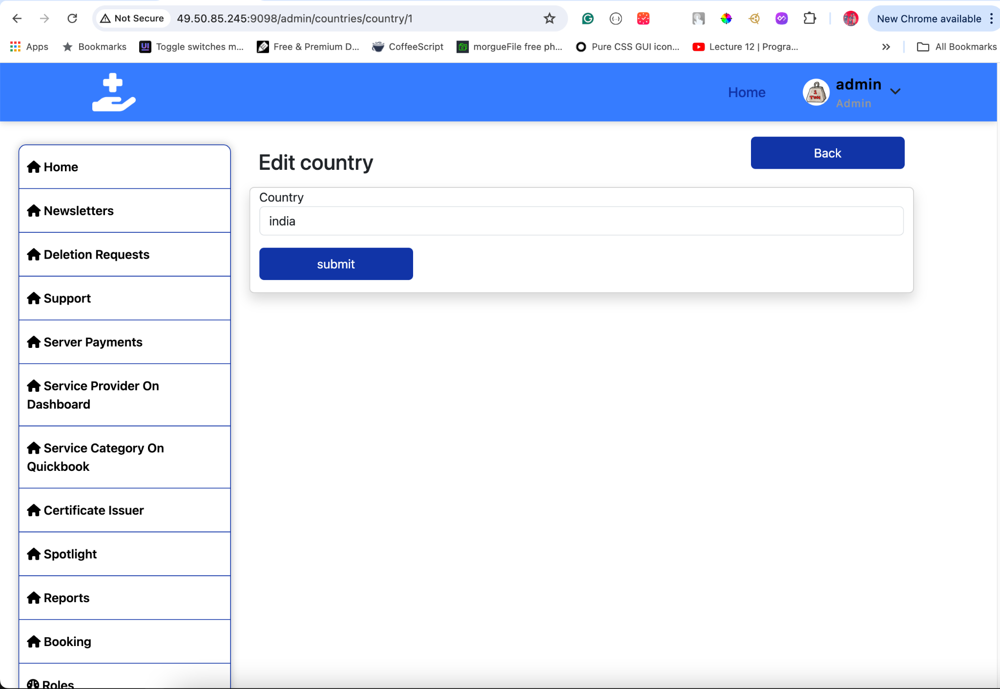 Not Secure 49.50.85.245:9098/admin/countries/country/1 New Chrome available
Apps Bookmarks UI Toggle switches m... Free & Premium D... CoffeeScript morgueFile free ph... Pure CSS GUI icon... Lecture 12 | Progra... All Bookmarks
Home
1
TON
admin
Admin
Home
Newsletters
Deletion Requests
Support
Server Payments
Service Provider On
Dashboard
Service Category On
Quickbook
Certificate Issuer
Spotlight
Reports
Booking
Roles
Edit country
Back
Country
india
submit